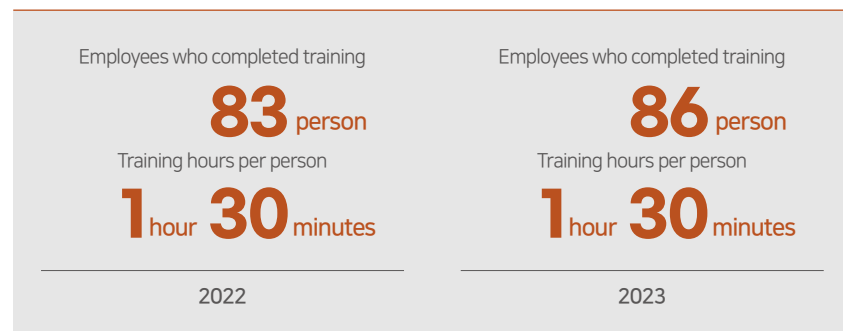 Employees who completed training
83 person
Training hours per person
1 hour 30 minutes
2022
Employees who completed training
86 person
Training hours per person
1 hour 30 minutes
2023